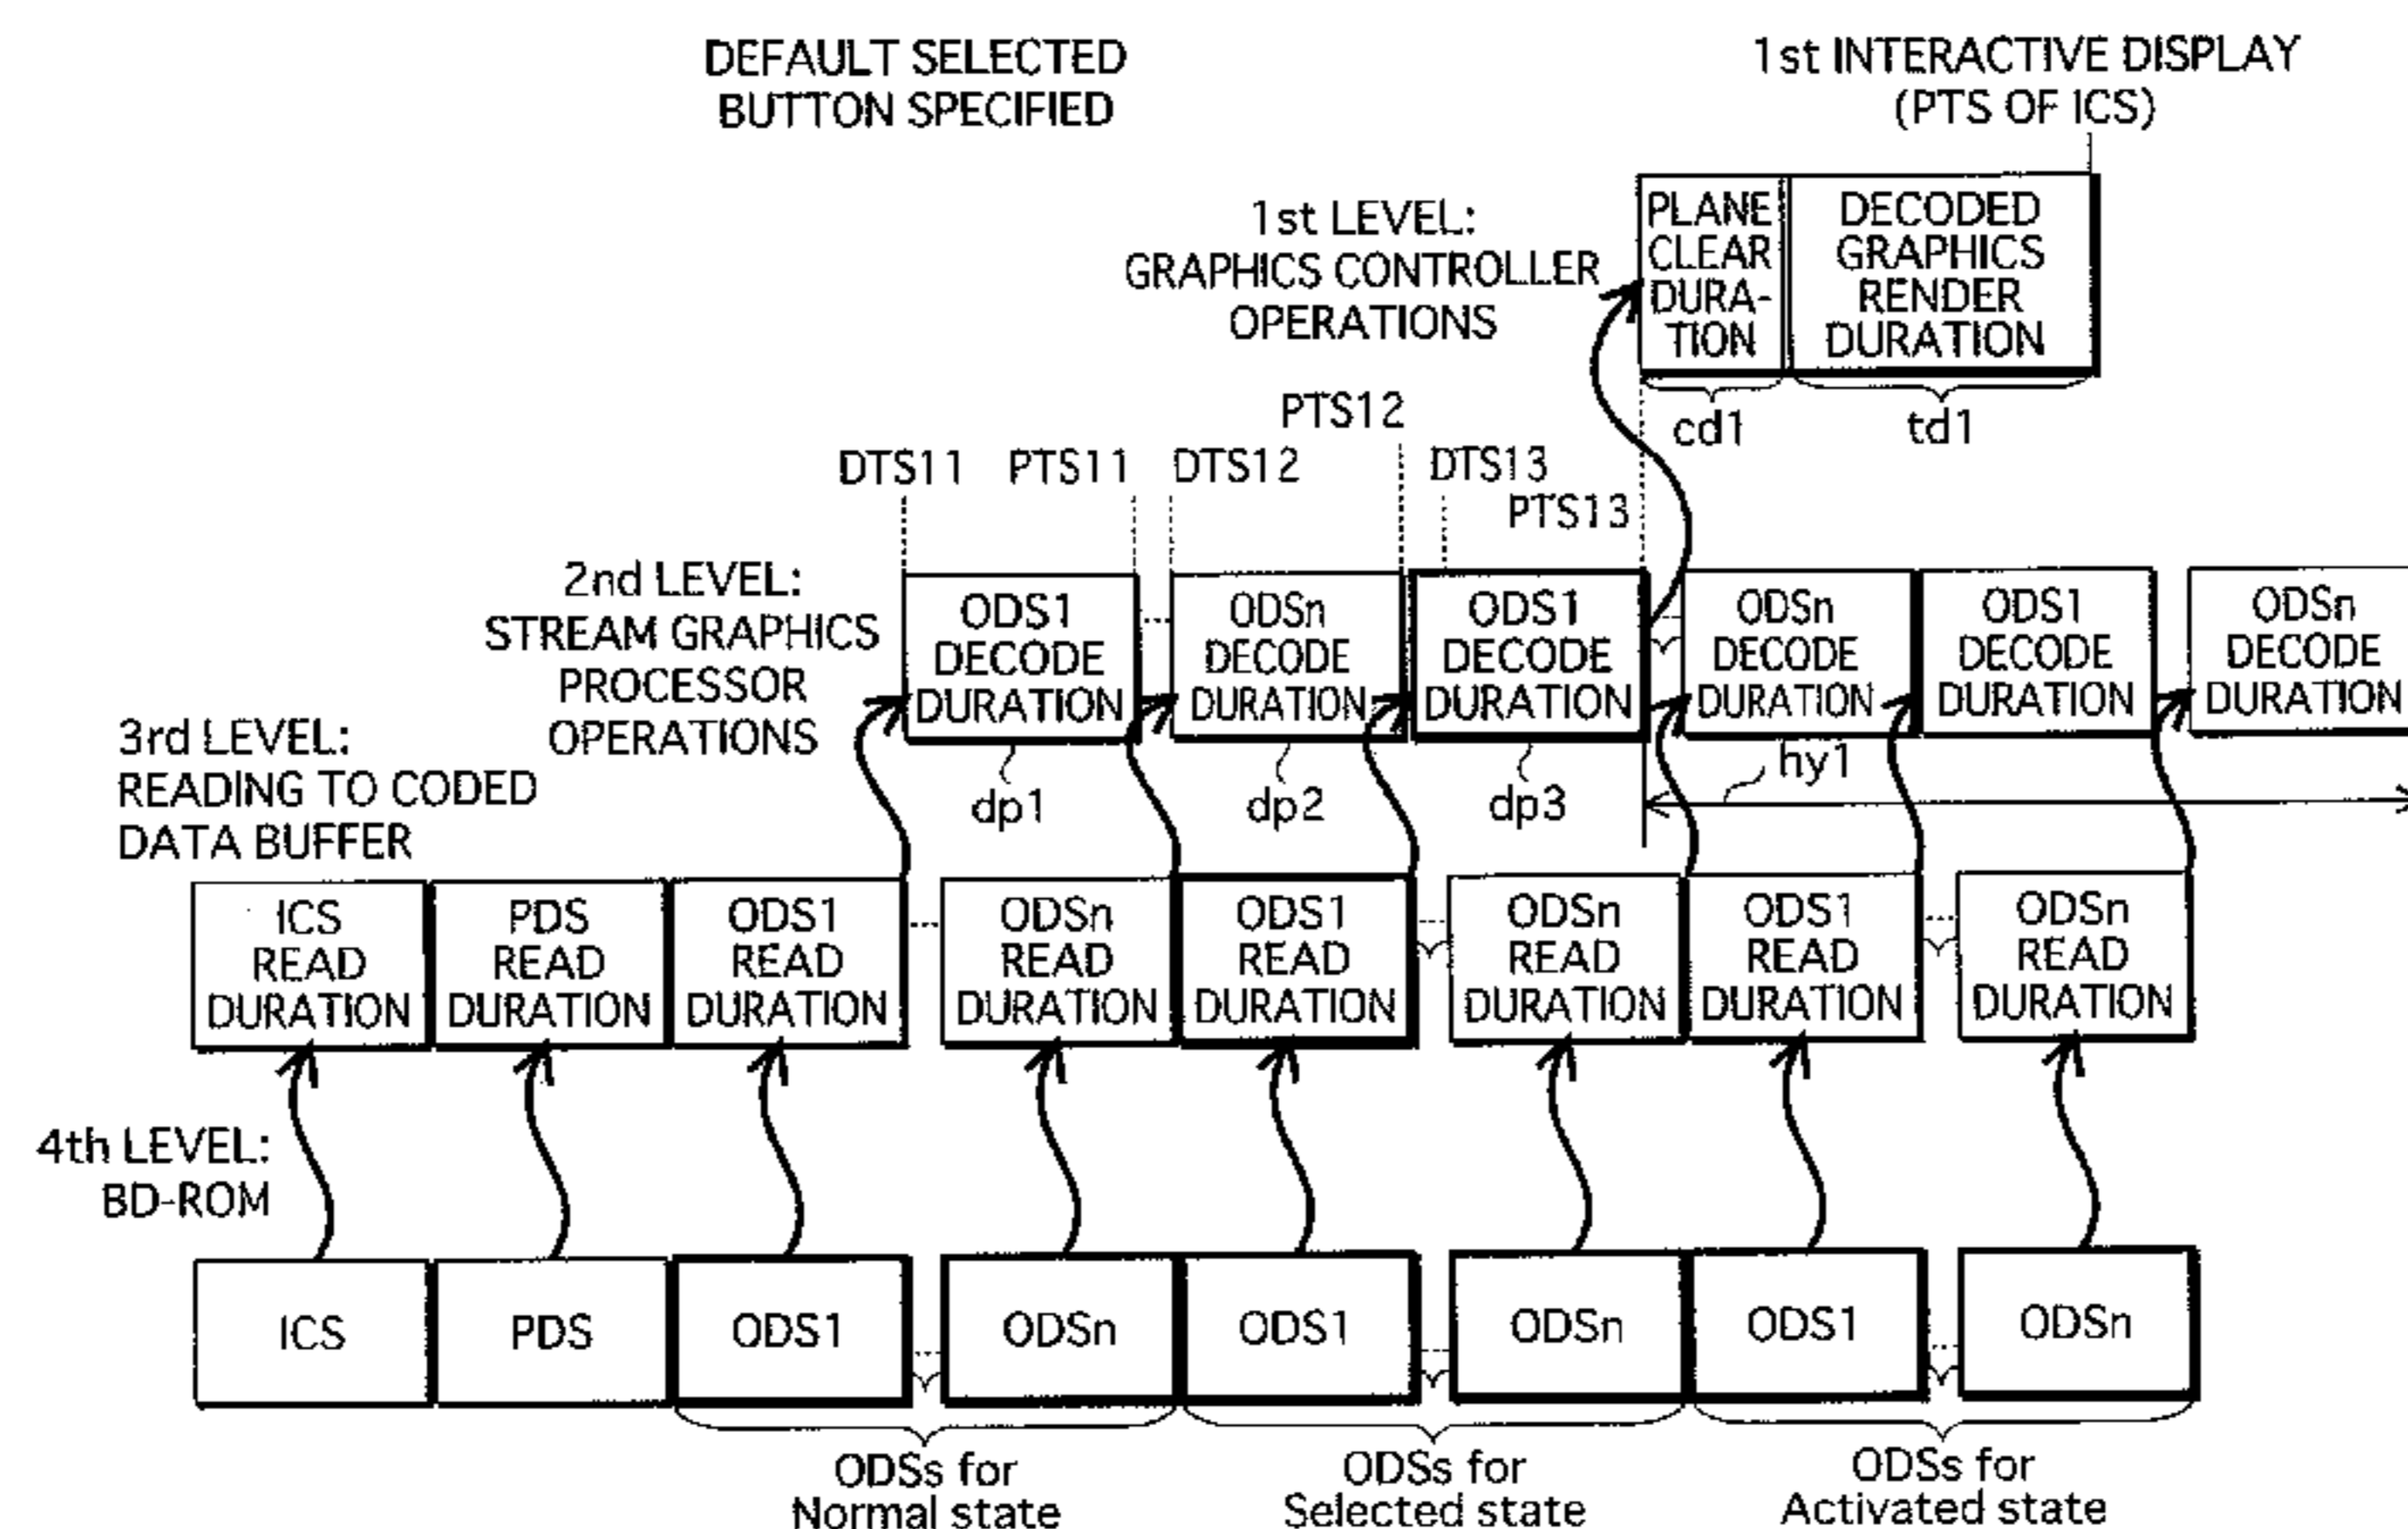 DEFAULT SELECTED
BUTTON SPECIFIED
1st INTERACTIVE DISPLAY
(PTS OF ICS)
1st LEVEL:
GRAPHICS CONTROLLER
OPERATIONS
PLANE
CLEAR
DURA-
TION
DECODED
GRAPHICS
RENDER
DURATION
cd1
td1
DTS11
PTS11
DTS12
PTS12
DTS13
PTS13
2nd LEVEL:
STREAM GRAPHICS
PROCESSOR
OPERATIONS
ODS1
DECODE
DURATION
ODSn
DECODE
DURATION
ODS1
DECODE
DURATION
ODSn
DECODE
DURATION
ODS1
DECODE
DURATION
ODSn
DECODE
DURATION
dp1
dp2
dp3
hy1
3rd LEVEL:
READING TO CODED
DATA BUFFER
ICS
READ
DURATION
PDS
READ
DURATION
ODS1
READ
DURATION
ODSn
READ
DURATION
ODS1
READ
DURATION
ODSn
READ
DURATION
ODS1
READ
DURATION
ODSn
READ
DURATION
4th LEVEL:
BD-ROM
ICS
PDS
ODS1
ODSn
ODS1
ODSn
ODS1
ODSn
ODSs for
Normal state
ODSs for
Selected state
ODSs for
Activated state